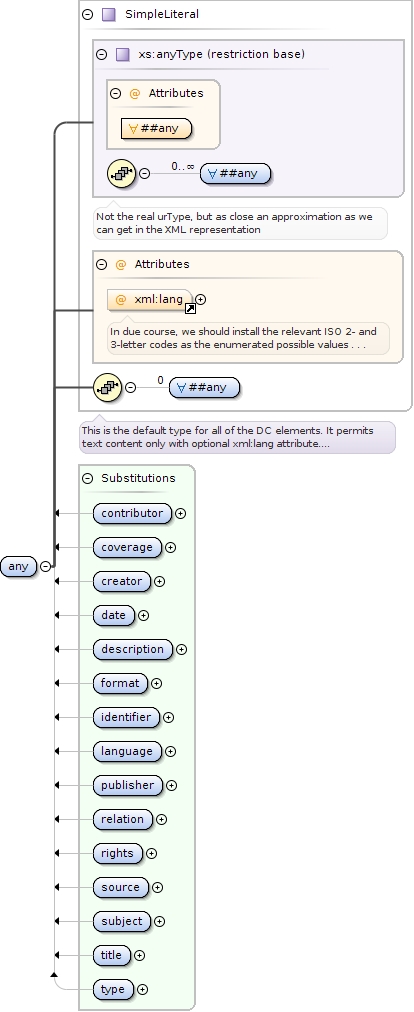 SimpleLiteral
xs:anyType (restriction base)
@ Attributes
∀ ##any
0..∞ ∀ ##any
Not the real urType, but as close an approximation as we
can get in the XML representation
@ Attributes
@ xml:lang
In due course, we should install the relevant ISO 2- and
3-letter codes as the enumerated possible values . . .
0 ∀ ##any
This is the default type for all of the DC elements. It permits
text content only with optional xml:lang attribute....
Substitutions
contributor
coverage
creator
any
date
description
format
identifier
language
publisher
relation
rights
source
subject
title
type